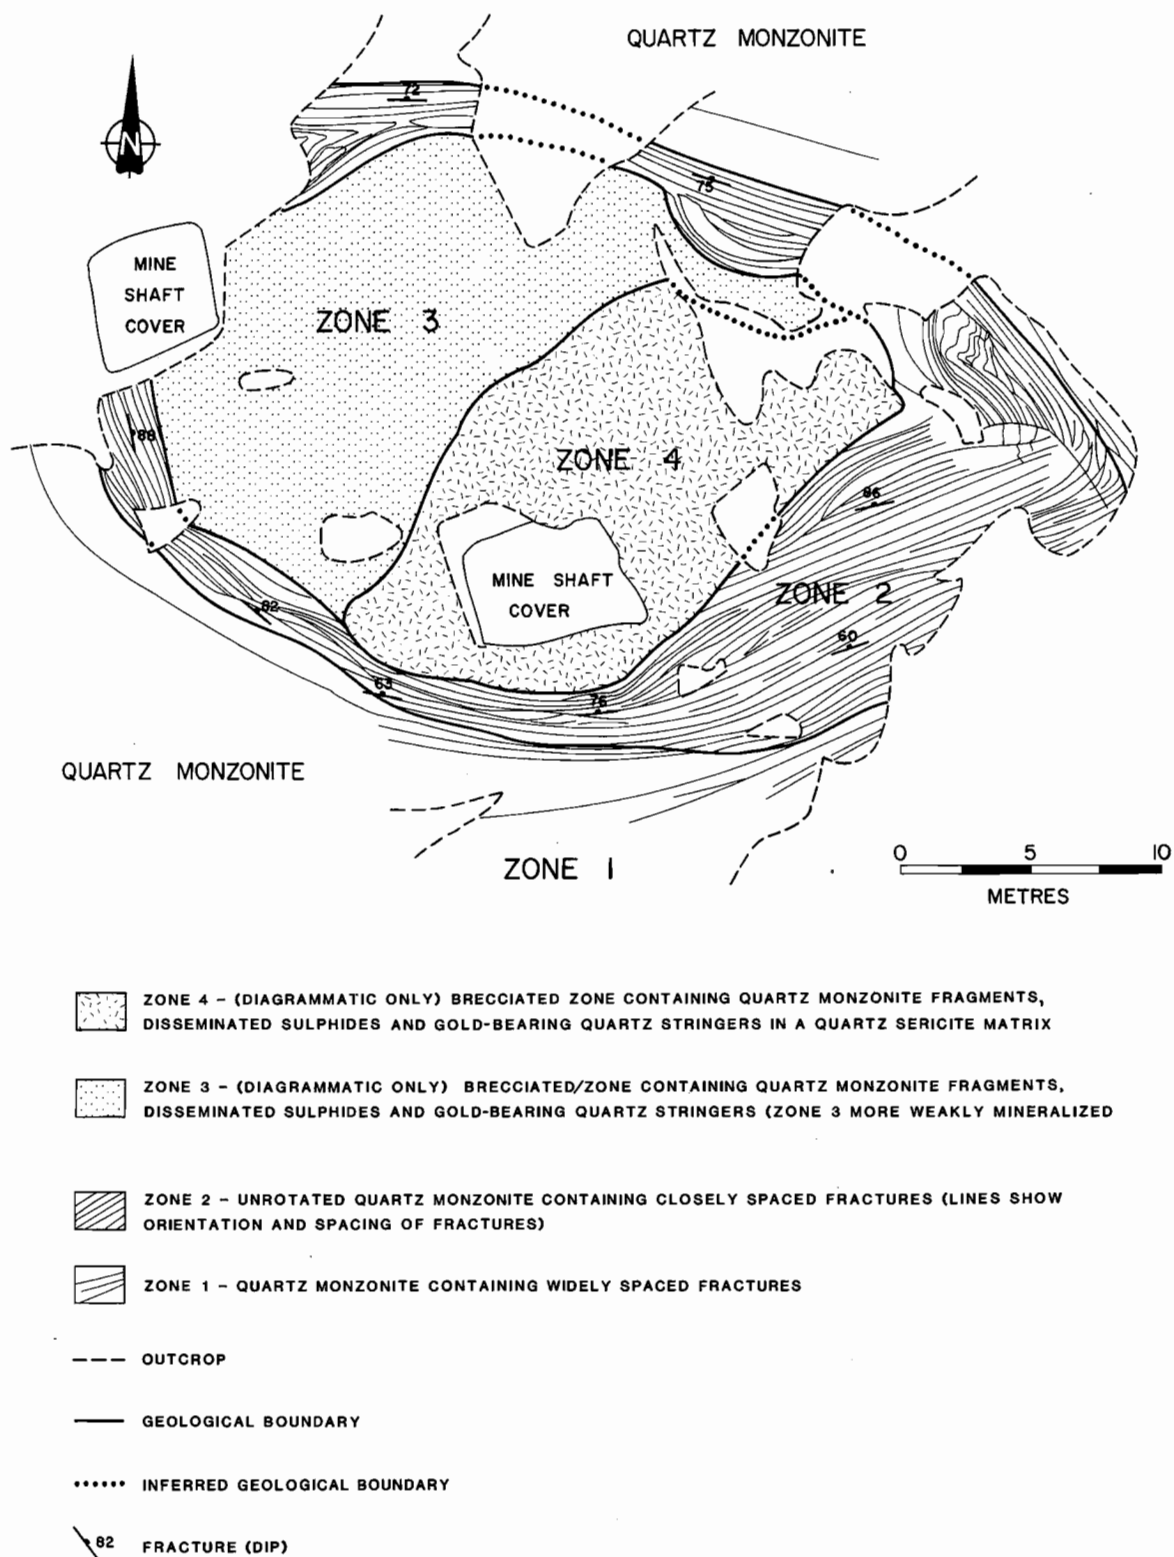 QUARTZ MONZONITE
72
N
75
MINE
SHAFT
COVER
ZONE 3
88
ZONE 4
86
MINE SHAFT
COVER
ZONE 2
82
60
63
76
QUARTZ MONZONITE
ZONE 1
0 5 10
METRES
ZONE 4 – (DIAGRAMMATIC ONLY) BRECCIATED ZONE CONTAINING QUARTZ MONZONITE FRAGMENTS,
DISSEMINATED SULPHIDES AND GOLD-BEARING QUARTZ STRINGERS IN A QUARTZ SERICITE MATRIX
ZONE 3 – (DIAGRAMMATIC ONLY) BRECCIATED/ZONE CONTAINING QUARTZ MONZONITE FRAGMENTS,
DISSEMINATED SULPHIDES AND GOLD-BEARING QUARTZ STRINGERS (ZONE 3 MORE WEAKLY MINERALIZED
ZONE 2 – UNROTATED QUARTZ MONZONITE CONTAINING CLOSELY SPACED FRACTURES (LINES SHOW
ORIENTATION AND SPACING OF FRACTURES)
ZONE 1 – QUARTZ MONZONITE CONTAINING WIDELY SPACED FRACTURES
OUTCROP
GEOLOGICAL BOUNDARY
INFERRED GEOLOGICAL BOUNDARY
82 FRACTURE (DIP)